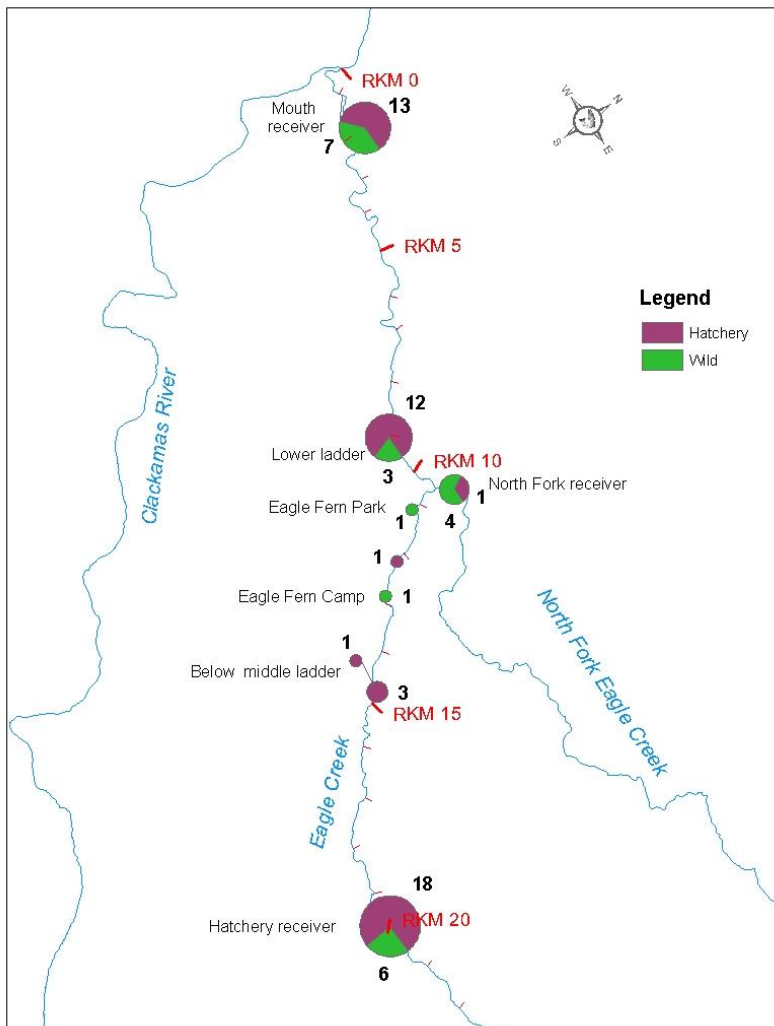 RKM 0
Mouth
receiver
13
7
W
N
S
E
RKM 5
Legend
Hatchery
Wild
Clackamas River
12
Lower ladder
3
RKM 10
North Fork receiver
1
4
Eagle Fern Park
1
1
Eagle Fern Camp
1
1
Below middle ladder
3
RKM 15
North Fork Eagle Creek
Eagle Creek
18
Hatchery receiver
RKM 20
6